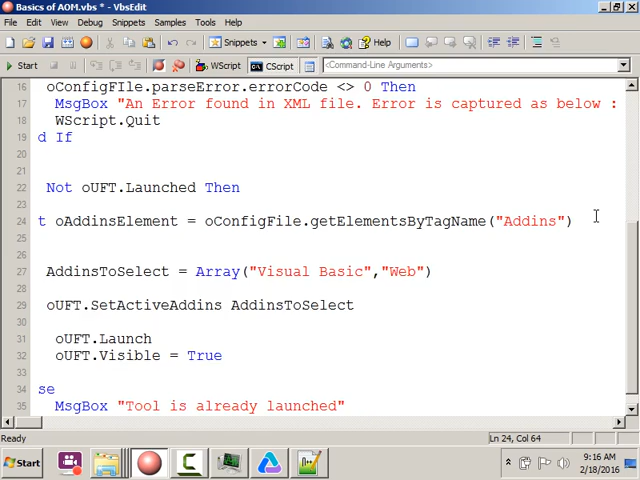 Basics of AOM.vbs * - VbsEdit
File Edit View Debug Snippets Samples Tools Help
Snippets Help
Start WScript CScript <Command-Line Arguments>
16 oConfigFIle.parseError.errorCode <> 0 Then
17 MsgBox "An Error found in XML file. Error is captured as below :
18 WScript.Quit
19 d If
20
21
22 Not oUFT.Launched Then
23
24 t oAddinsElement = oConfigFile.getElementsByTagName("Addins")
25
26
27 AddinsToSelect = Array("Visual Basic","Web")
28
29 oUFT.SetActiveAddins AddinsToSelect
30
31 oUFT.Launch
32 oUFT.Visible = True
33
34 se
35 MsgBox "Tool is already launched"
Ready Ln 24, Col 64
Start 9:16 AM
2/18/2016